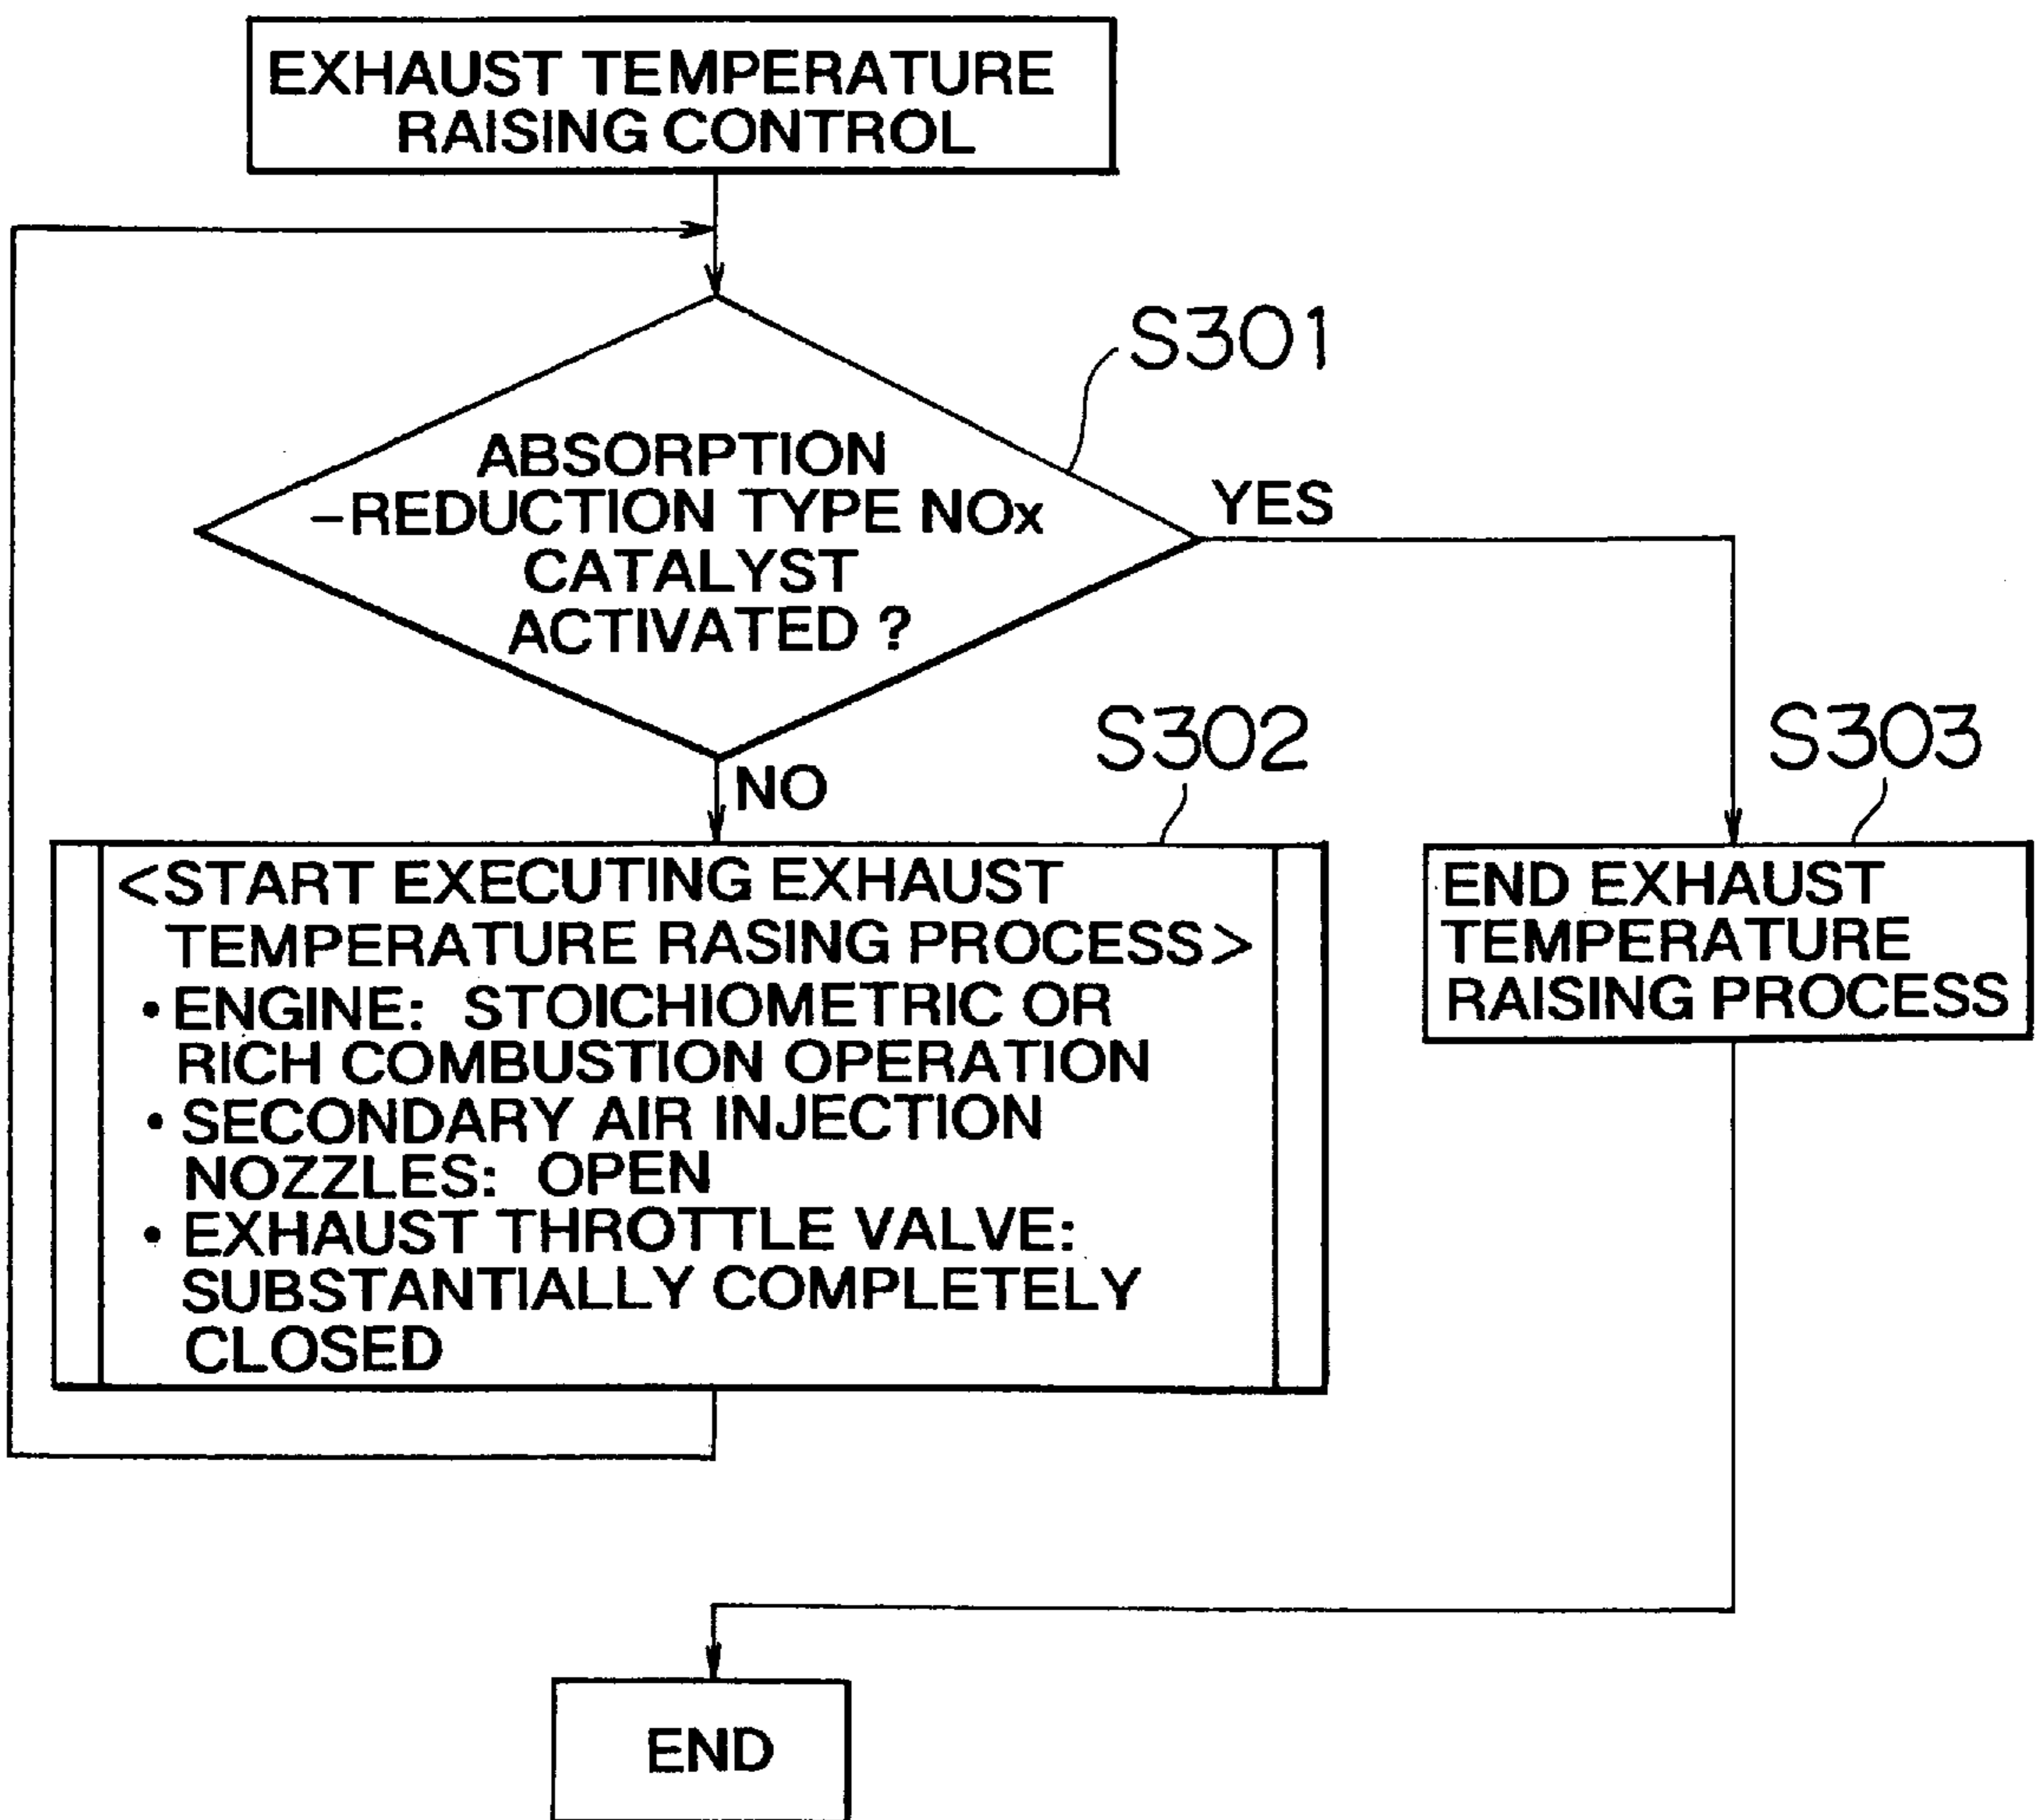 EXHAUST TEMPERATURE
RAISING CONTROL
S301
ABSORPTION
-REDUCTION TYPE NOx
CATALYST
ACTIVATED ?
YES
NO
S302
<START EXECUTING EXHAUST
TEMPERATURE RASING PROCESS>
• ENGINE: STOICHIOMETRIC OR
RICH COMBUSTION OPERATION
• SECONDARY AIR INJECTION
NOZZLES: OPEN
• EXHAUST THROTTLE VALVE:
SUBSTANTIALLY COMPLETELY
CLOSED
S303
END EXHAUST
TEMPERATURE
RAISING PROCESS
END